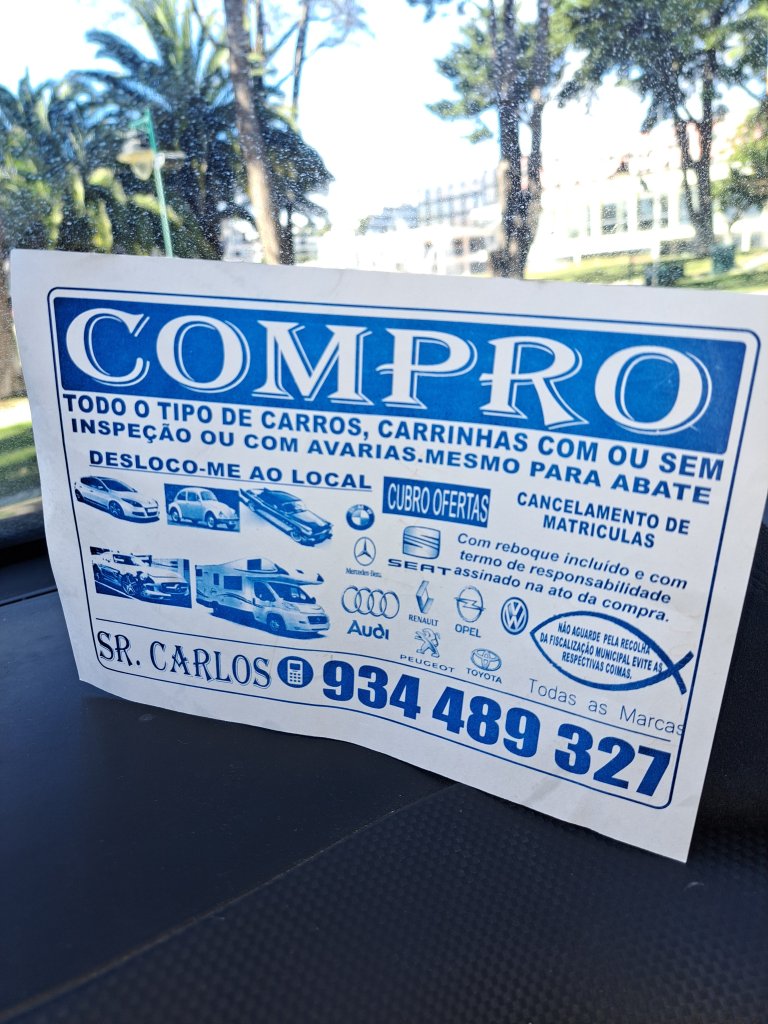 COMPRO
TODO O TIPO DE CARROS, CARRINHAS COM OU SEM
INSPEÇÃO OU COM AVARIAS.MESMO PARA ABATE
DESLOCO-ME AO LOCAL
CUBRO OFERTAS
CANCELAMENTO DE
MATRICULAS
Mercedes-Benz
SEAT
Com reboque incluído e com
termo de responsabilidade
assinado na ato da compra.
Audi
RENAULT
OPEL
PEUGEOT
TOYOTA
NÃO AGUARDE PELA RECOLHA
DA FISCALIZAÇÃO MUNICIPAL EVITE AS
RESPECTIVAS COIMAS.
Todas as Marcas
SR. CARLOS 934 489 327